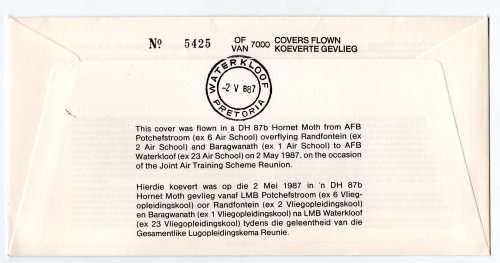 No 5425 OF 7000 COVERS FLOWN
VAN KOEVERTE GEVLIEG
WATERKLOOF
-2 V 887
PRETORIA
This cover was flown in a DH 87b Hornet Moth from AFB
Potchefstroom (ex 6 Air School) overflying Randfontein (ex
2 Air School) and Baragwanath (ex 1 Air School) to AFB
Waterkloof (ex 23 Air School) on 2 May 1987, on the occasion
of the Joint Air Training Scheme Reunion.
Hierdie koevert was op die 2 Mei 1987 in 'n DH 87b
Hornet Moth gevlieg vanaf LMB Potchefstroom (ex 6 Vlieg-
opleidingskool) oor Randfontein (ex 2 Vliegopleidingskool)
en Baragwanath (ex 1 Vliegopleidingskool) na LMB Waterkloof
(ex 23 Vliegopleidingskool) tydens die geleentheid van die
Gesamentlike Lugopleidingskema Reunie.